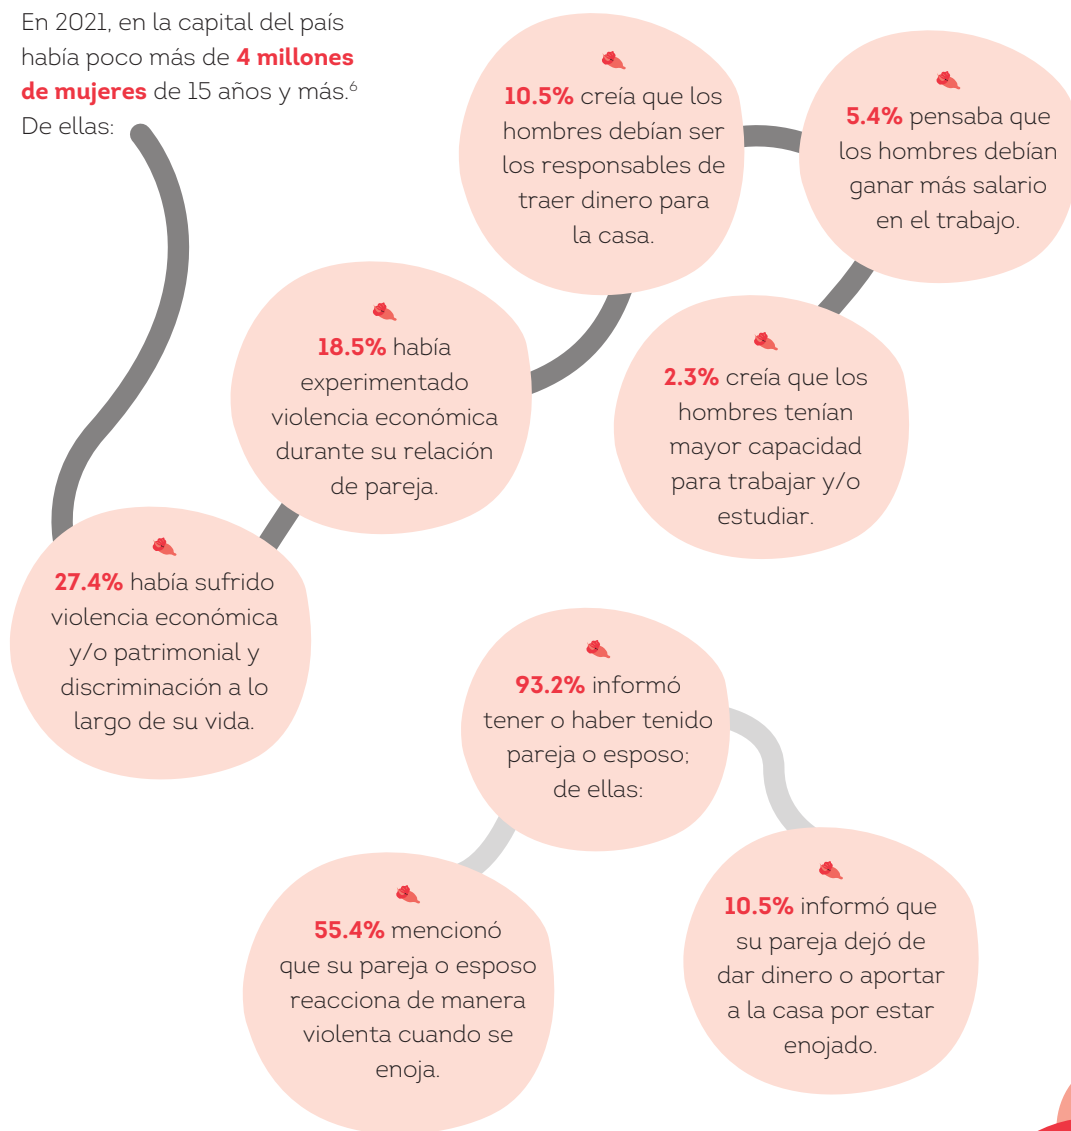 En 2021, en la capital del país
había poco más de 4 millones
de mujeres de 15 años y más.⁶
De ellas:
27.4% había sufrido
violencia económica
y/o patrimonial y
discriminación a lo
largo de su vida.
18.5% había
experimentado
violencia económica
durante su relación
de pareja.
10.5% creía que los
hombres debían ser
los responsables de
traer dinero para
la casa.
5.4% pensaba que
los hombres debían
ganar más salario
en el trabajo.
2.3% creía que los
hombres tenían
mayor capacidad
para trabajar y/o
estudiar.
93.2% informó
tener o haber tenido
pareja o esposo;
de ellas:
55.4% mencionó
que su pareja o esposo
reacciona de manera
violenta cuando se
enoja.
10.5% informó que
su pareja dejó de
dar dinero o aportar
a la casa por estar
enojado.